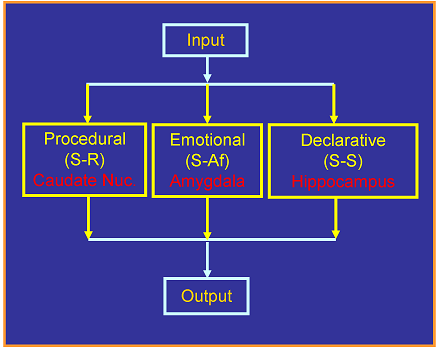 Input
Procedural
(S-R)
Caudate Nuc.
Emotional
(S-Af)
Amygdala
Declarative
(S-S)
Hippocampus
Output